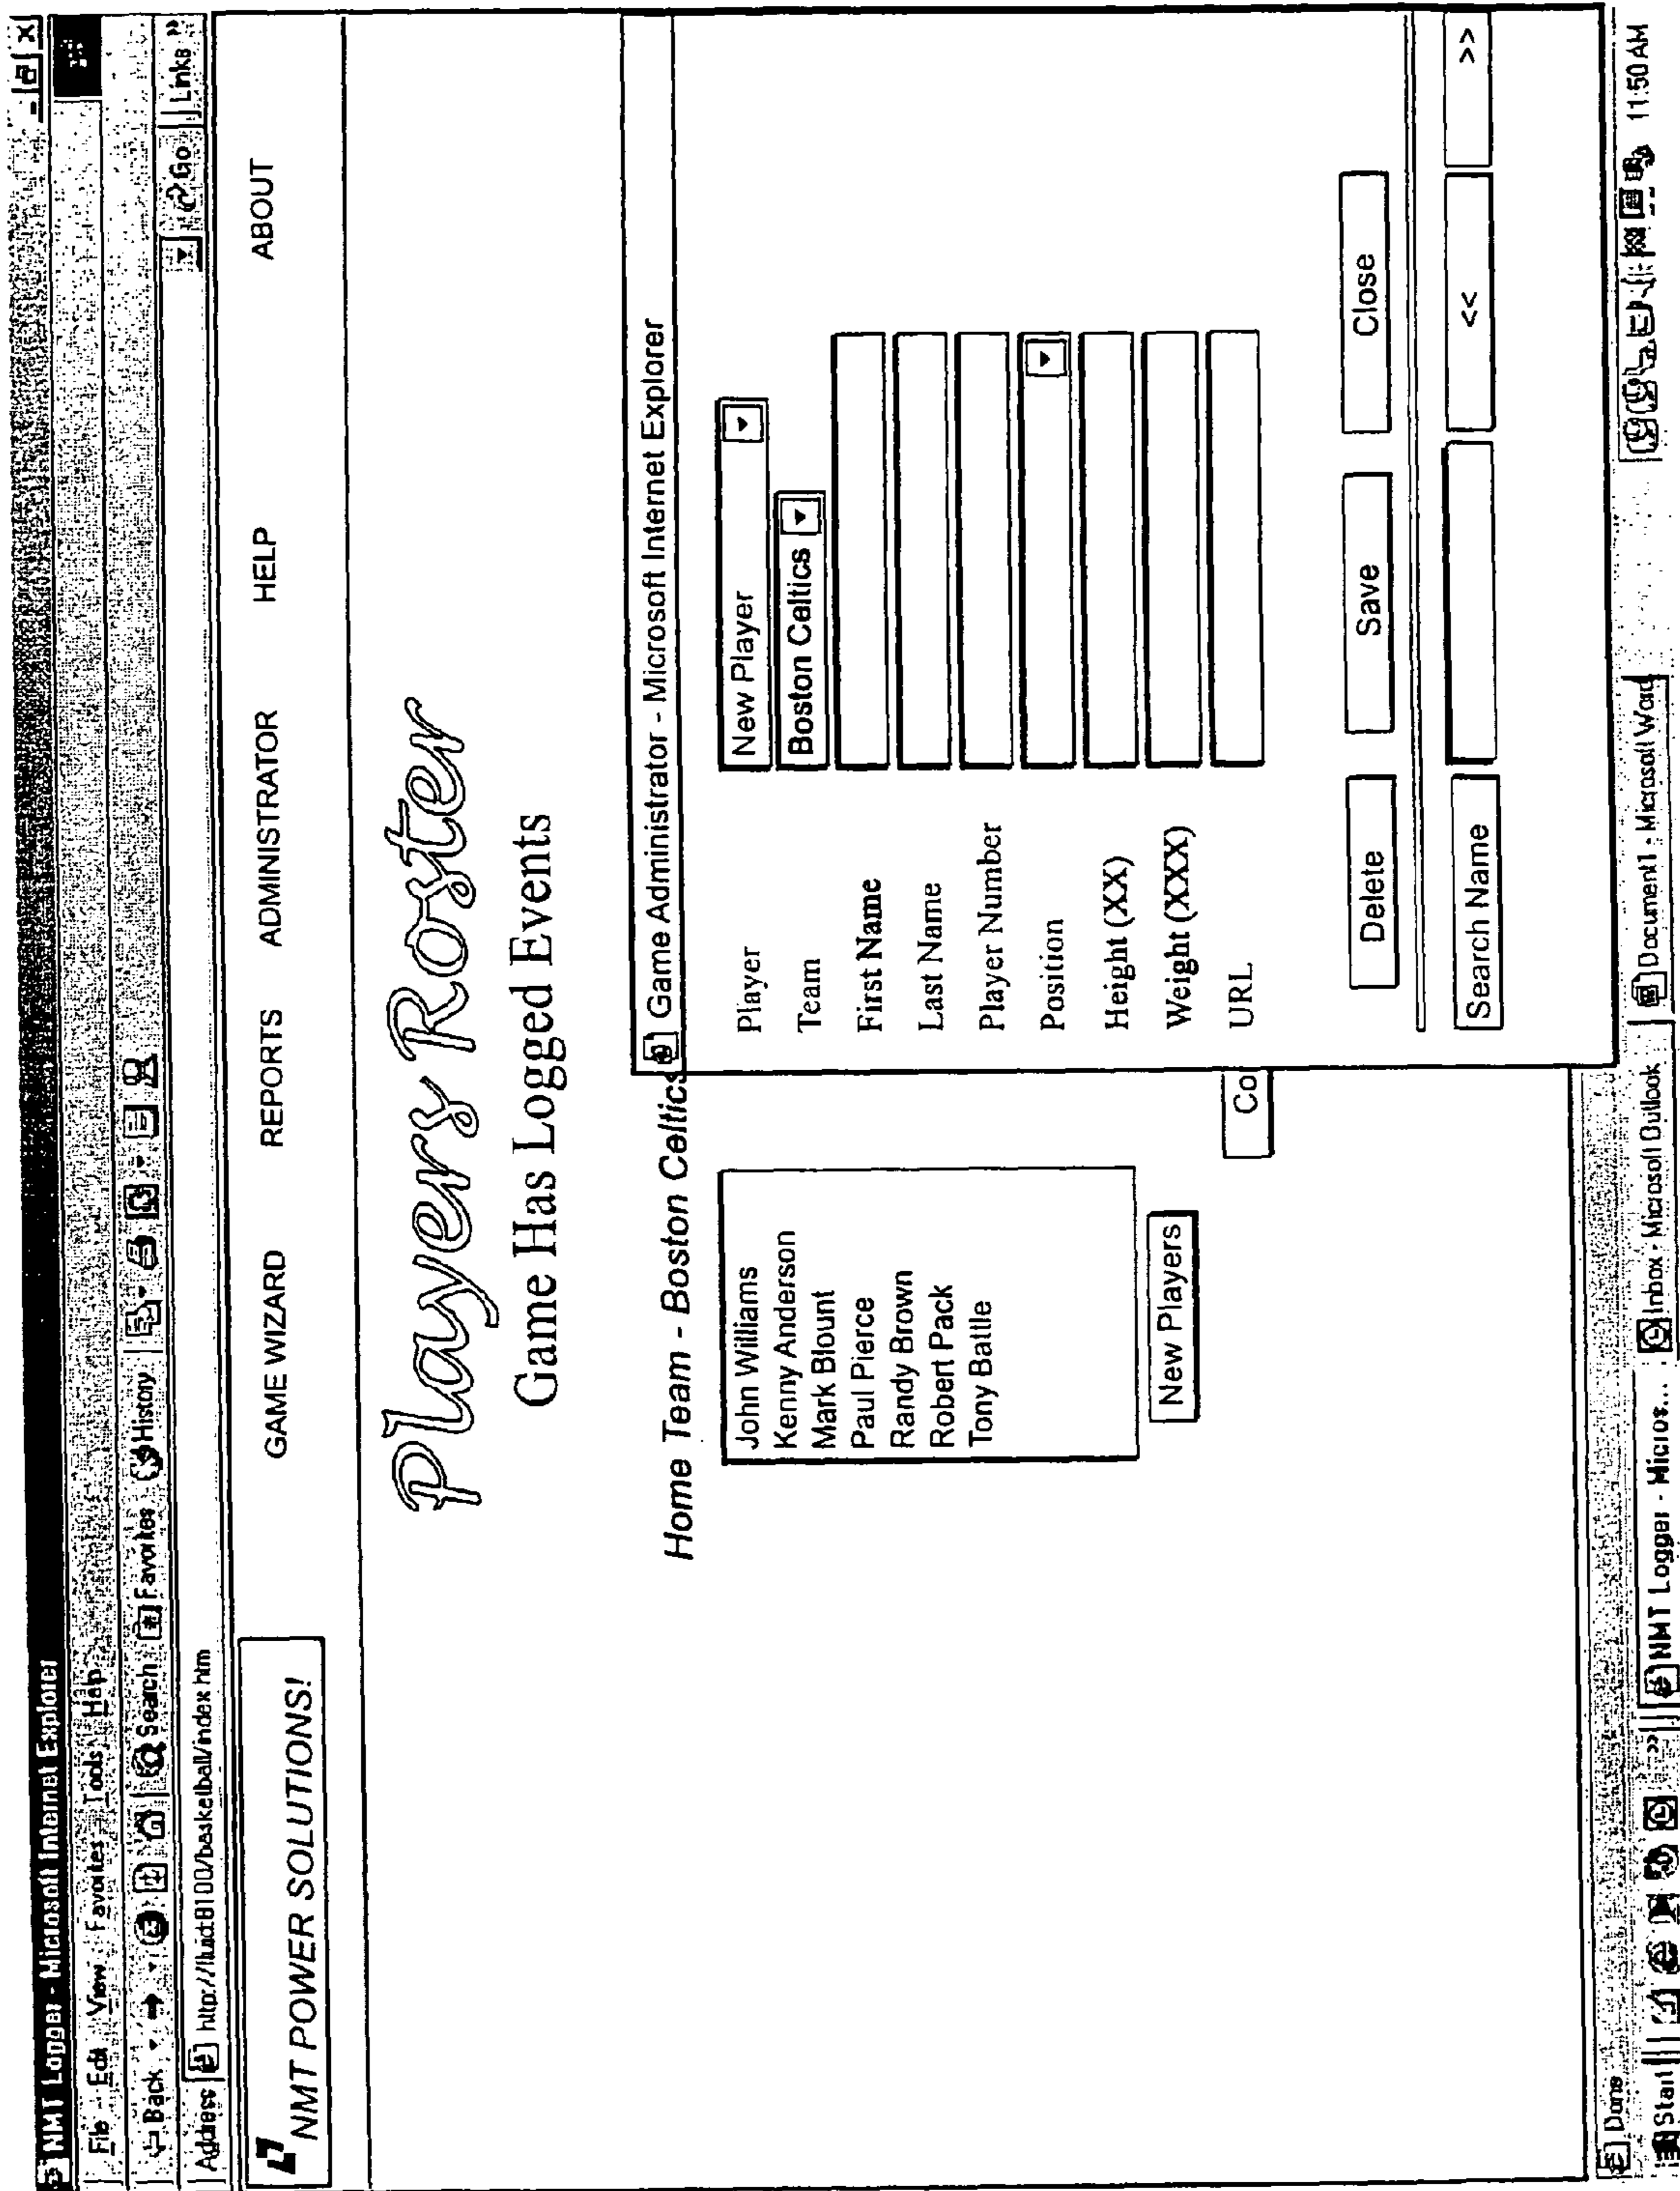 NMT Logger - Microsoft Internet Explorer
File Edit View Favorites Tools Help
Back Search Favorites History
Address Go Links »
NMT POWER SOLUTIONS! GAME WIZARD REPORTS ADMINISTRATOR HELP ABOUT
Players Roster
Game Has Logged Events
Home Team - Boston Celtics
John Williams
Kenny Anderson
Mark Blount
Paul Pierce
Randy Brown
Robert Pack
Tony Battle
New Players
Co
Game Administrator - Microsoft Internet Explorer
Player New Player
Team Boston Celtics
First Name
Last Name
Player Number
Position
Height (XX)
Weight (XXX)
URL
Delete Save Close
Search Name << >>
Done
Start » NMT Logger - Micros... Inbox - Microsoft Outlook Document1 - Microsoft Word 11:50 AM